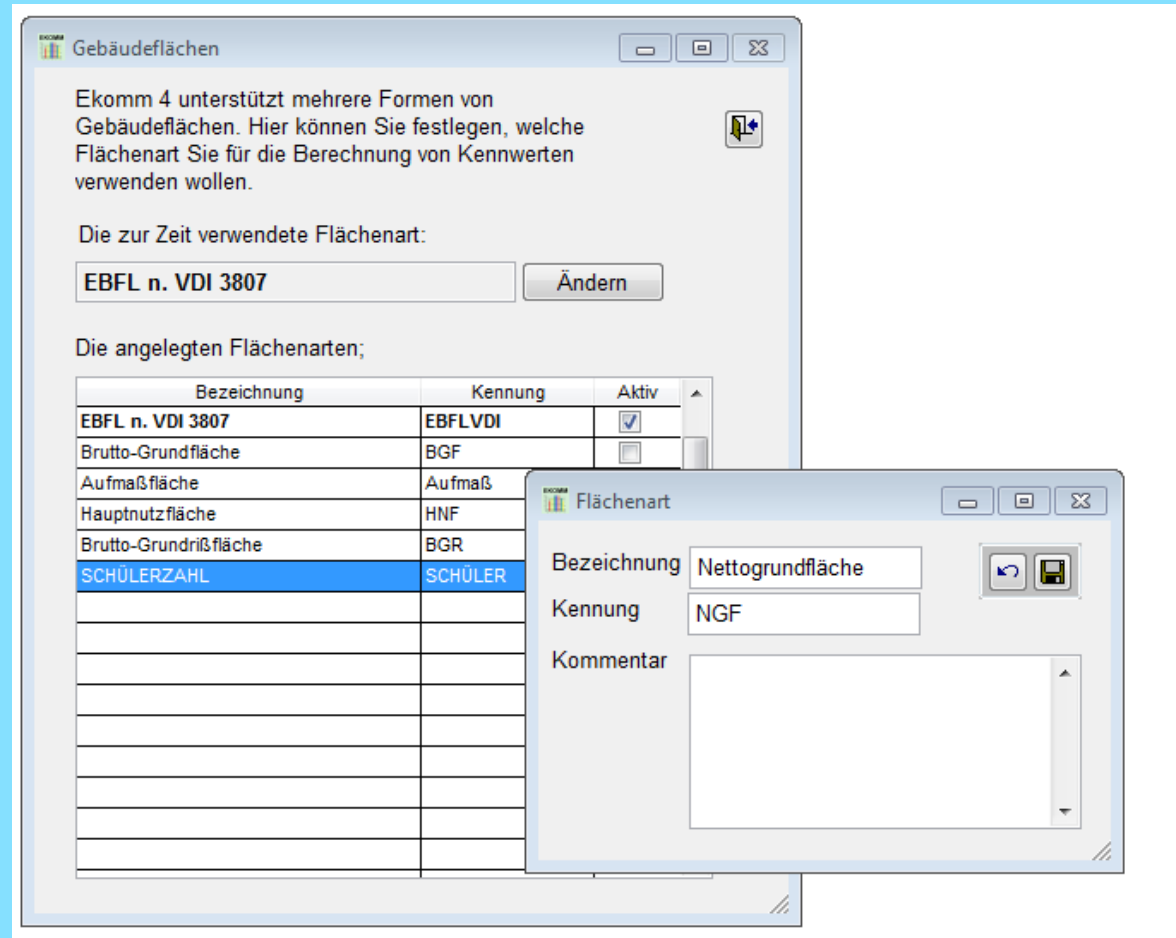 Gebäudeflächen
Ekomm 4 unterstützt mehrere Formen von
Gebäudeflächen. Hier können Sie festlegen, welche
Flächenart Sie für die Berechnung von Kennwerten
verwenden wollen.
Die zur Zeit verwendete Flächenart:
EBFL n. VDI 3807 Ändern
Die angelegten Flächenarten;
Bezeichnung Kennung Aktiv
EBFL n. VDI 3807 EBFLVDI
Brutto-Grundfläche BGF
Aufmaßfläche Aufmaß
Hauptnutzfläche HNF
Brutto-Grundrißfläche BGR
SCHÜLERZAHL SCHÜLER
Flächenart
Bezeichnung Nettogrundfläche
Kennung NGF
Kommentar